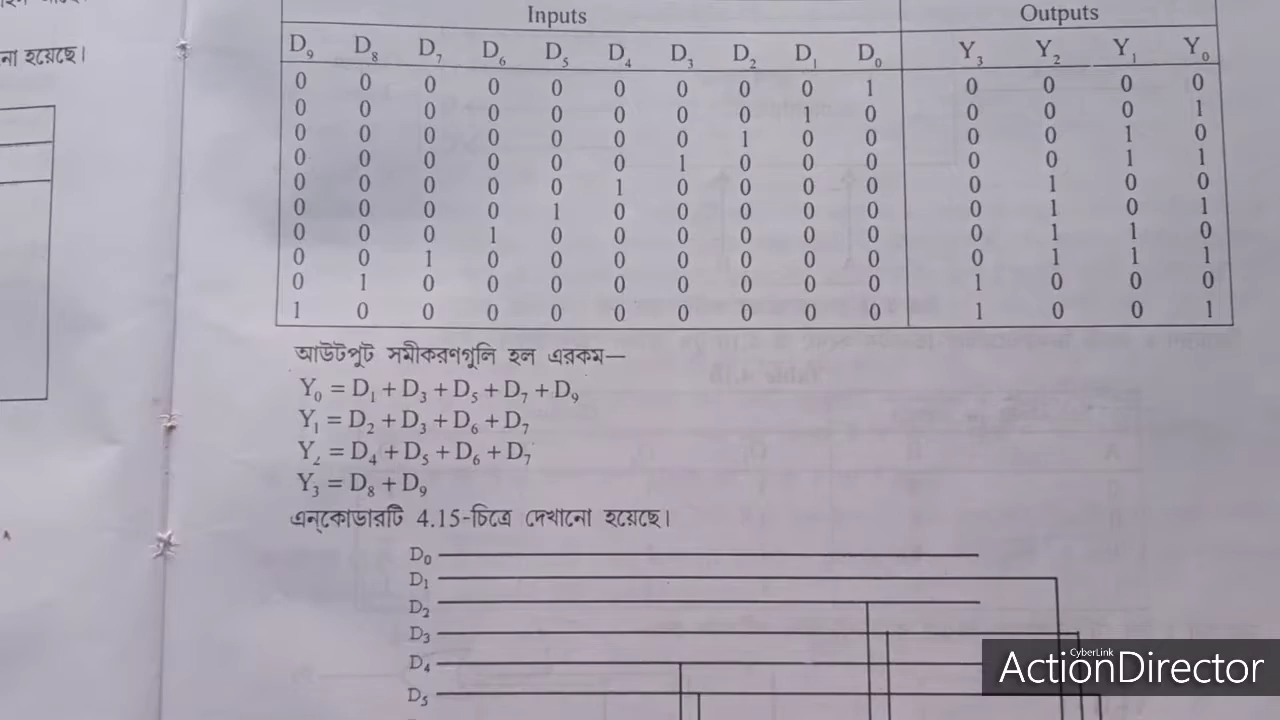 না হয়েছে।
Inputs Outputs
D₉ D₈ D₇ D₆ D₅ D₄ D₃ D₂ D₁ D₀ Y₃ Y₂ Y₁ Y₀
0 0 0 0 0 0 0 0 0 1 0 0 0 0
0 0 0 0 0 0 0 0 1 0 0 0 0 1
0 0 0 0 0 0 0 1 0 0 0 0 1 0
0 0 0 0 0 0 1 0 0 0 0 0 1 1
0 0 0 0 0 1 0 0 0 0 0 1 0 0
0 0 0 0 1 0 0 0 0 0 0 1 0 1
0 0 0 1 0 0 0 0 0 0 0 1 1 0
0 0 1 0 0 0 0 0 0 0 0 1 1 1
0 1 0 0 0 0 0 0 0 0 1 0 0 0
1 0 0 0 0 0 0 0 0 0 1 0 0 1
আউটপুট সমীকরণগুলি হল এরকম—
Y₀ = D₁ + D₃ + D₅ + D₇ + D₉
Y₁ = D₂ + D₃ + D₆ + D₇
Y₂ = D₄ + D₅ + D₆ + D₇
Y₃ = D₈ + D₉
এন্‌কোডারটি 4.15-চিত্রে দেখানো হয়েছে।
D₀
D₁
D₂
D₃
D₄
D₅
CyberLink
ActionDirector